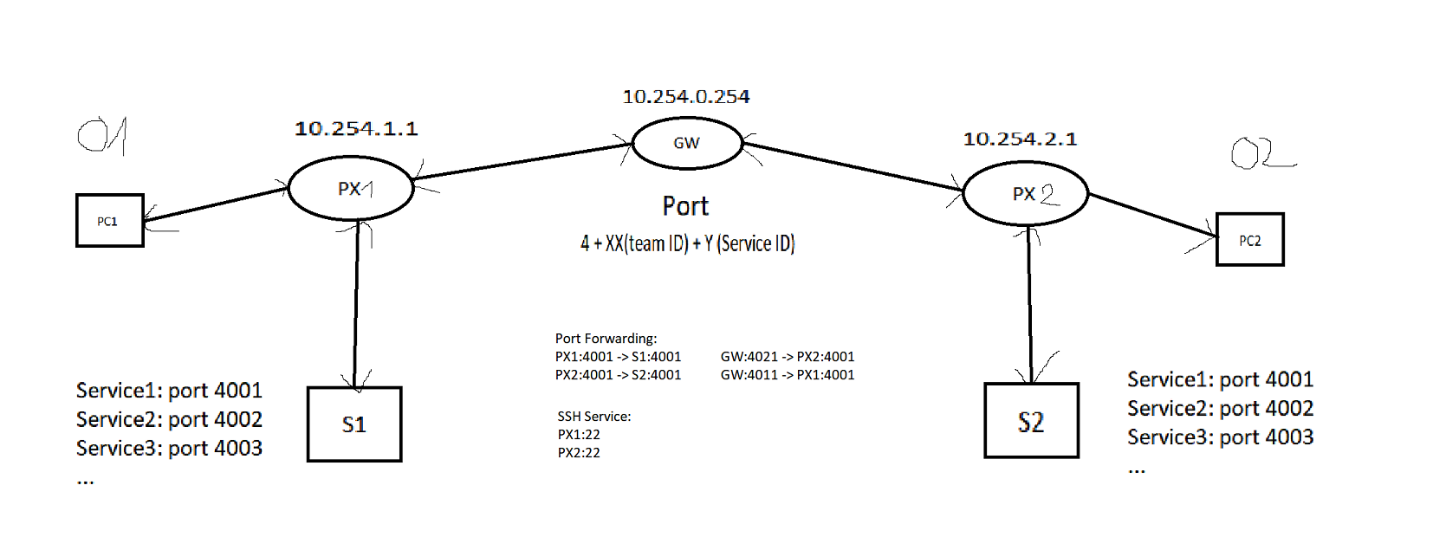 10.254.0.254
01
10.254.1.1
GW
10.254.2.1
02
PX1
PX2
PC1
PC2
Port
4 + XX(team ID) + Y (Service ID)
Port Forwarding:
PX1:4001 -> S1:4001 GW:4021 -> PX2:4001
PX2:4001 -> S2:4001 GW:4011 -> PX1:4001
Service1: port 4001
Service2: port 4002
Service3: port 4003
...
S1
SSH Service:
PX1:22
PX2:22
S2
Service1: port 4001
Service2: port 4002
Service3: port 4003
...